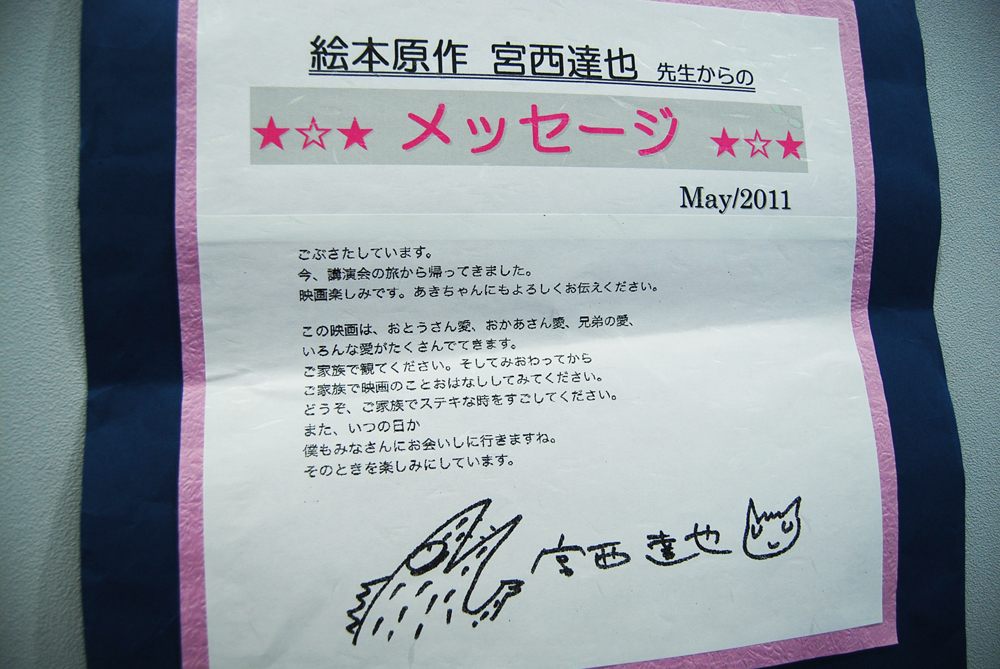 絵本原作 宮西達也 先生からの
★☆★ メッセージ ★☆★
May/2011
ごぶさたしています。
今、講演会の旅から帰ってきました。
映画楽しみです。あきちゃんにもよろしくお伝えください。
この映画は、おとうさん愛、おかあさん愛、兄弟の愛、
いろんな愛がたくさんでてきます。
ご家族で観てください。そしてみおわってから
ご家族で映画のことおはなししてみてください。
どうぞ、ご家族でステキな時をすごしてください。
また、いつの日か
僕もみなさんにお会いしに行きますね。
そのときを楽しみにしています。
宮西達也